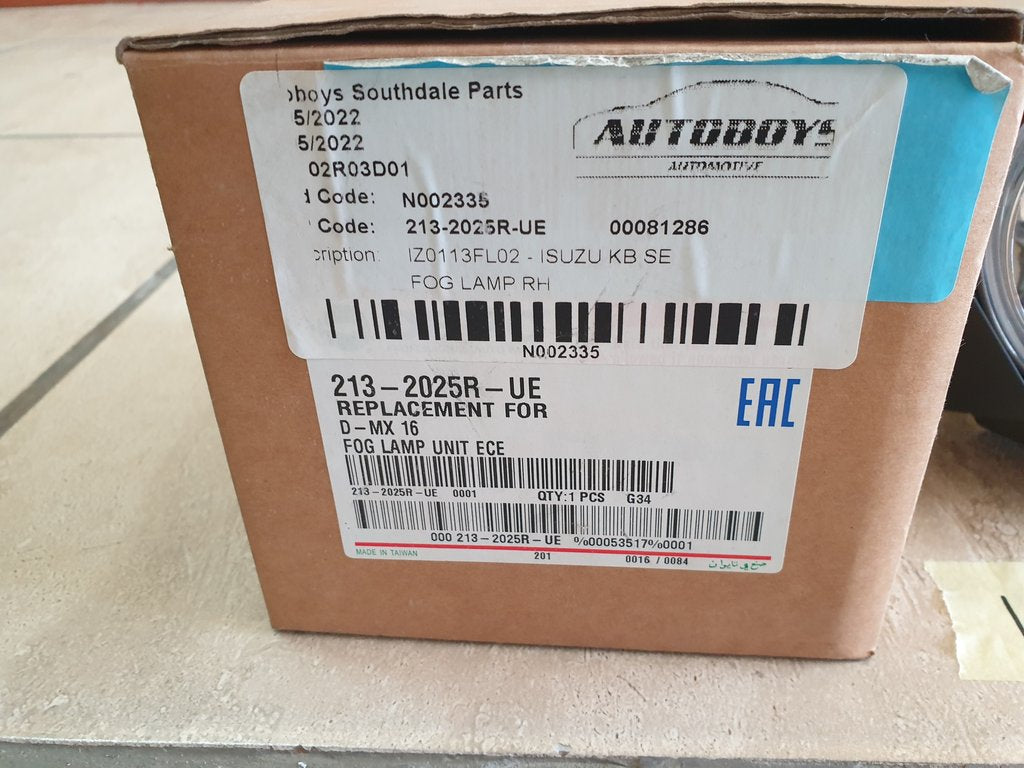 boys Southdale Parts
5/2022
5/2022
02R03D01
Code: N002335
Code: 213-2025R-UE 00081286
cription: IZ0113FL02 - ISUZU KB SE
FOG LAMP RH
N002335
AUTOBOYS
AUTOMOTIVE
213-2025R-UE
REPLACEMENT FOR
D-MX 16
FOG LAMP UNIT ECE
EAC
213-2025R-UE 0001 QTY:1 PCS G34
000 213-2025R-UE %00053517%0001
MADE IN TAIWAN 201 0016 / 0084 صنع في تايوان